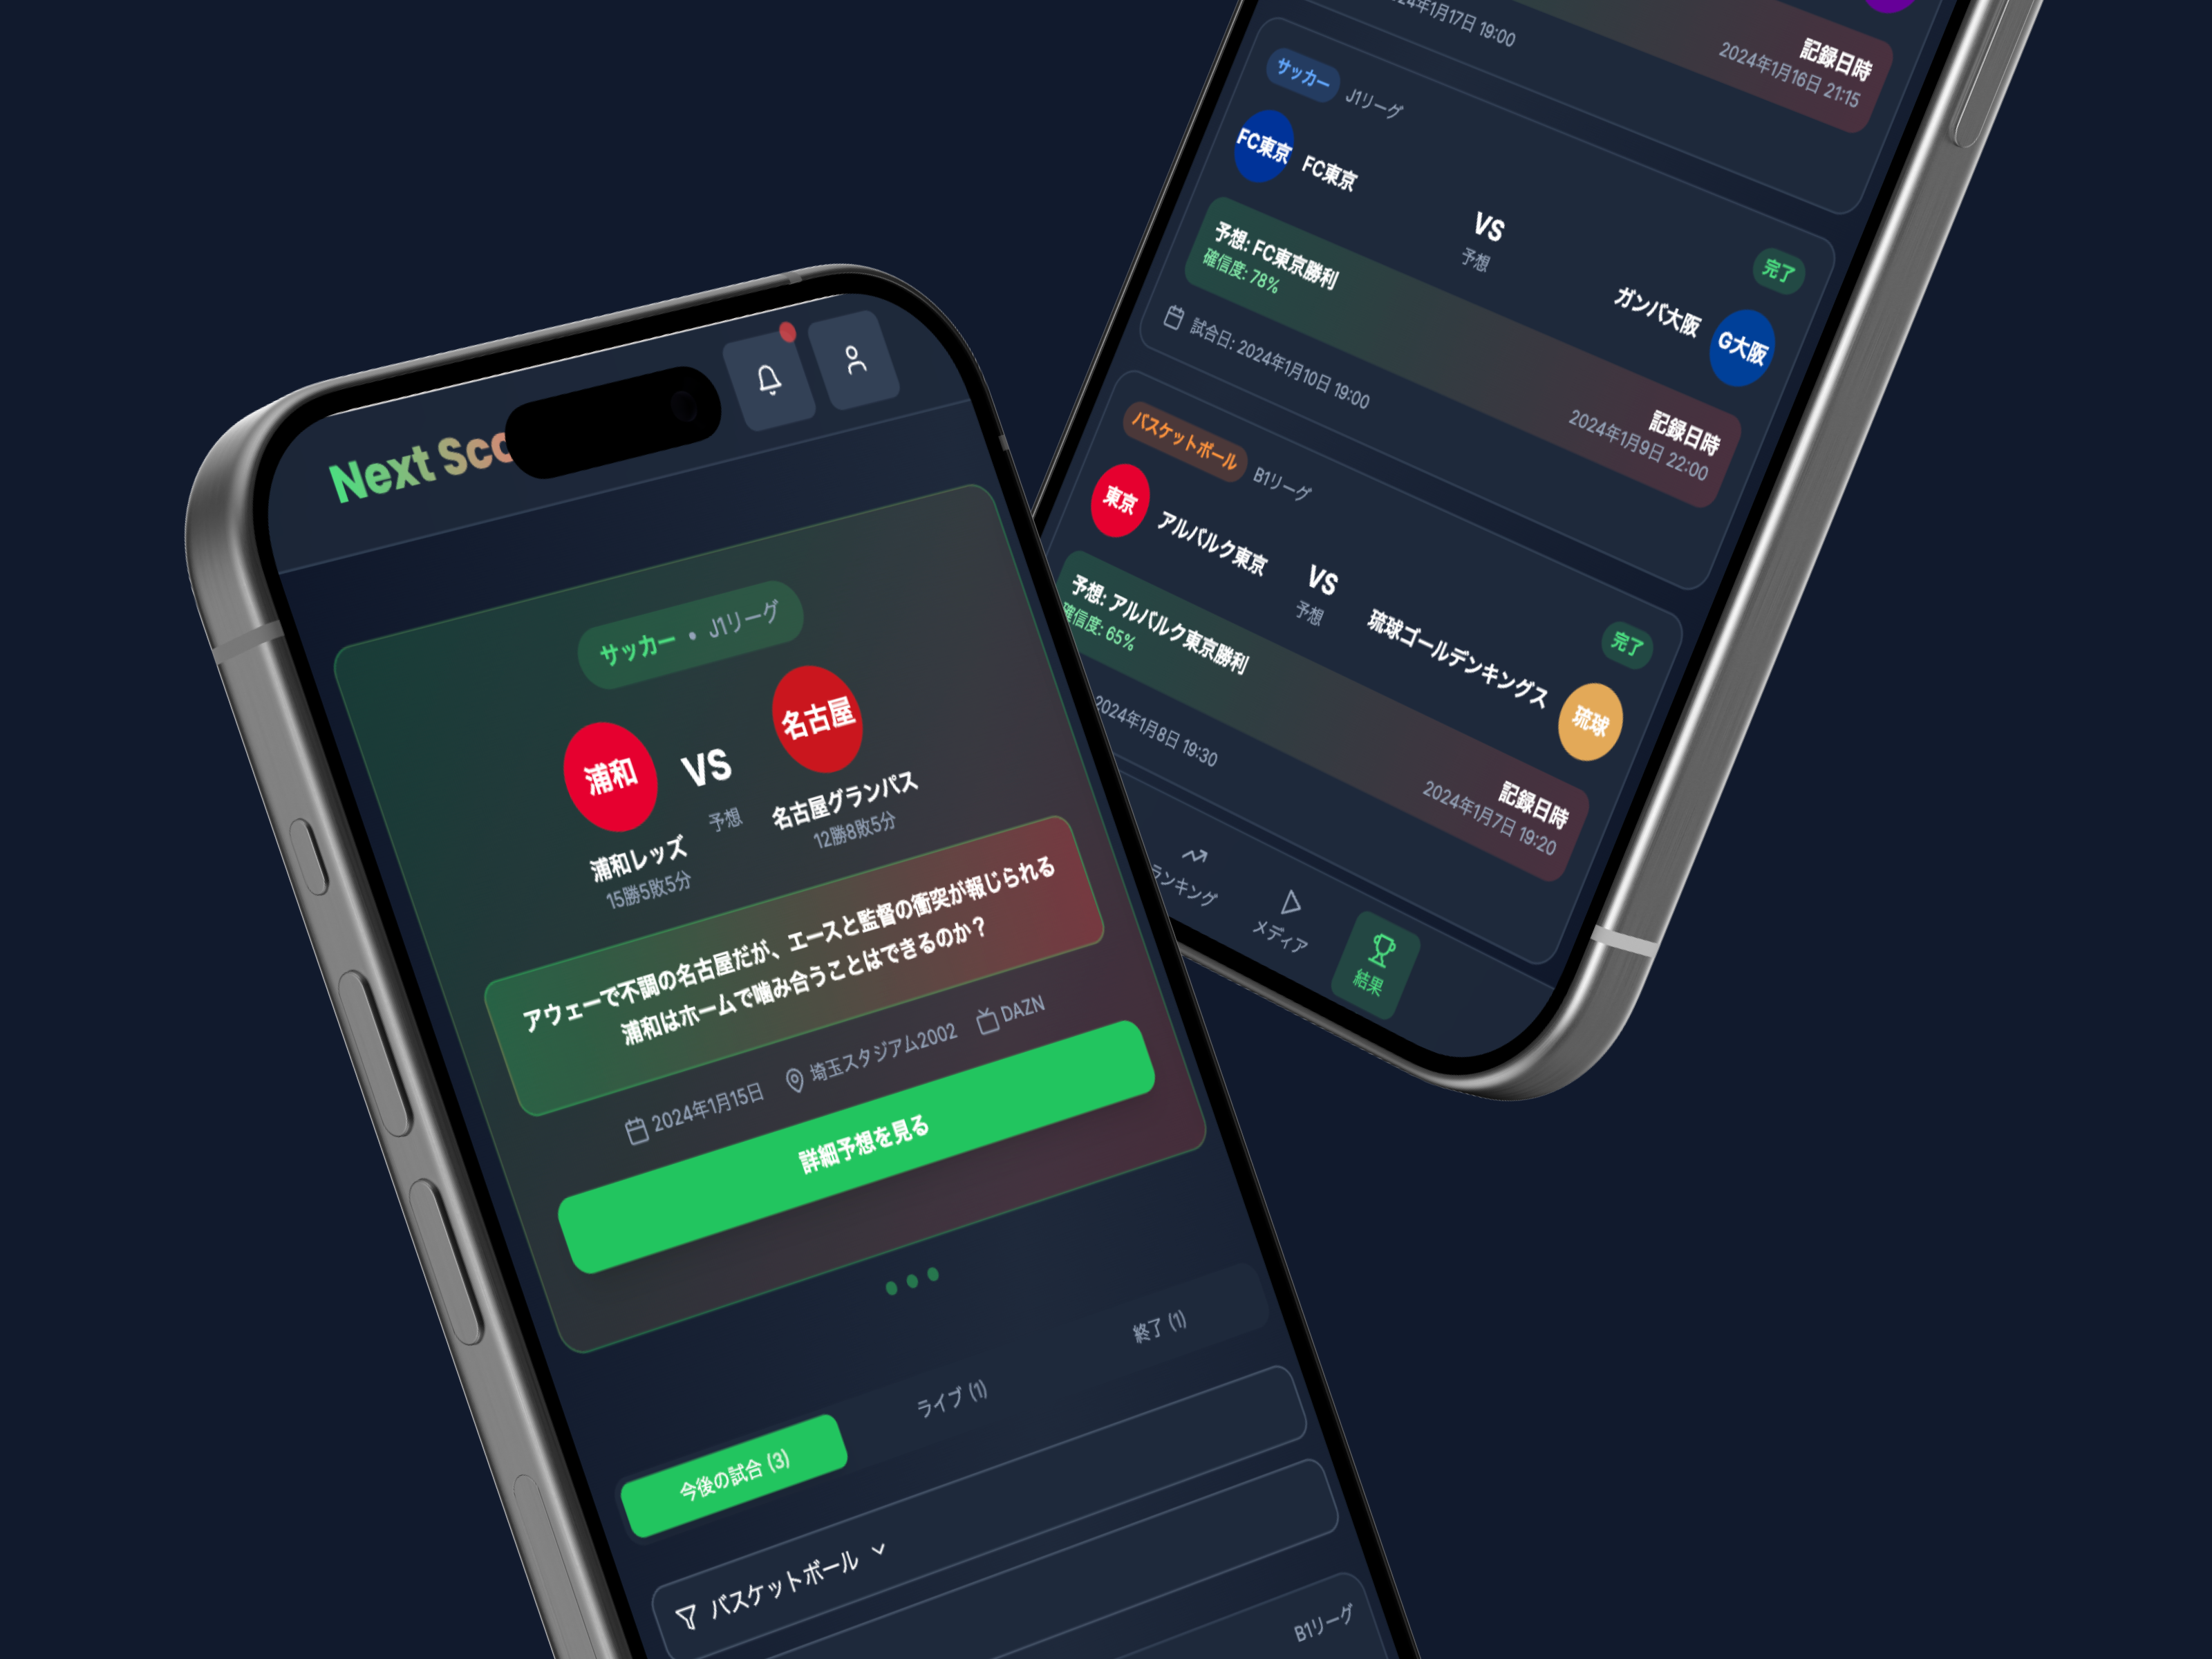 Next Sco
サッカー • J1リーグ
浦和
VS
名古屋
予想
浦和レッズ
15勝5敗5分
名古屋グランパス
12勝8敗5分
アウェーで不調の名古屋だが、エースと監督の衝突が報じられる
浦和はホームで噛み合うことはできるのか？
2024年1月15日
埼玉スタジアム2002
DAZN
詳細予想を見る
今後の試合 (3)
ライブ (1)
終了 (1)
バスケットボール
B1リーグ
24年1月17日 19:00
記録日時
2024年1月16日 21:15
サッカー
J1リーグ
完了
FC東京
FC東京
VS
予想
ガンバ大阪
G大阪
予想: FC東京勝利
確信度: 78%
記録日時
2024年1月9日 22:00
試合日: 2024年1月10日 19:00
バスケットボール
B1リーグ
完了
東京
アルバルク東京
VS
予想
琉球ゴールデンキングス
琉球
予想: アルバルク東京勝利
確信度: 65%
記録日時
2024年1月7日 19:20
2024年1月8日 19:30
ランキング
メディア
結果